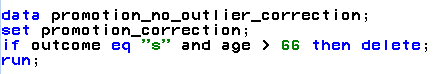 data promotion_no_outlier_correction;
set promotion_correction;
if outcome eq "s" and age > 66 then delete;
run;